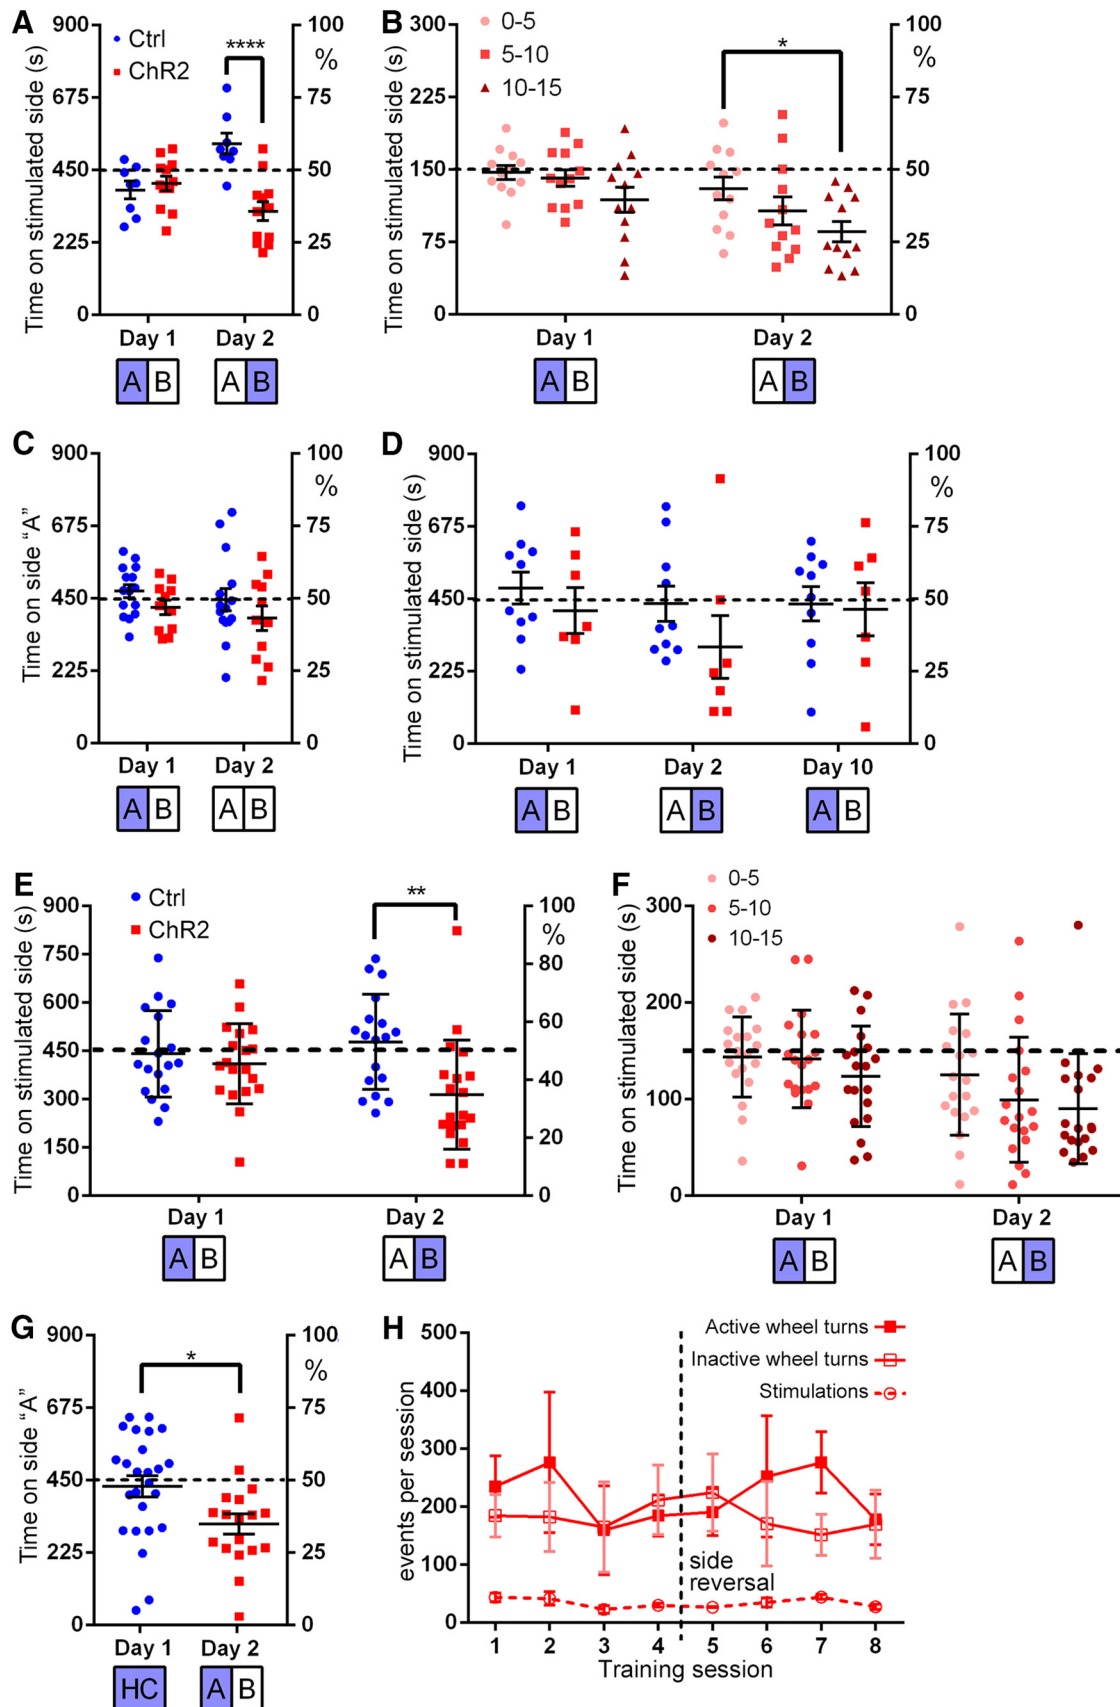 A
Time on stimulated side (s)
900
675
450
225
0
Ctrl
ChR2
****
100
%
75
50
25
0
Day 1
Day 2
A B
A B
B
Time on stimulated side (s)
300
225
150
75
0
0-5
5-10
10-15
*
100
%
75
50
25
0
Day 1
Day 2
A B
A B
C
Time on side “A”
900
675
450
225
0
100
%
75
50
25
0
Day 1
Day 2
A B
A B
D
Time on stimulated side (s)
900
675
450
225
0
100
%
75
50
25
0
Day 1
Day 2
Day 10
A B
A B
A B
E
Time on stimulated side (s)
900
750
600
450
300
150
0
Ctrl
ChR2
**
100
%
80
60
40
20
0
Day 1
Day 2
A B
A B
F
Time on stimulated side (s)
300
200
100
0
0-5
5-10
10-15
Day 1
Day 2
A B
A B
G
Time on side “A”
900
675
450
225
0
*
100
%
75
50
25
0
Day 1
Day 2
HC
A B
H
events per session
500
400
300
200
100
0
Active wheel turns
Inactive wheel turns
Stimulations
side
reversal
1 2 3 4 5 6 7 8
Training session